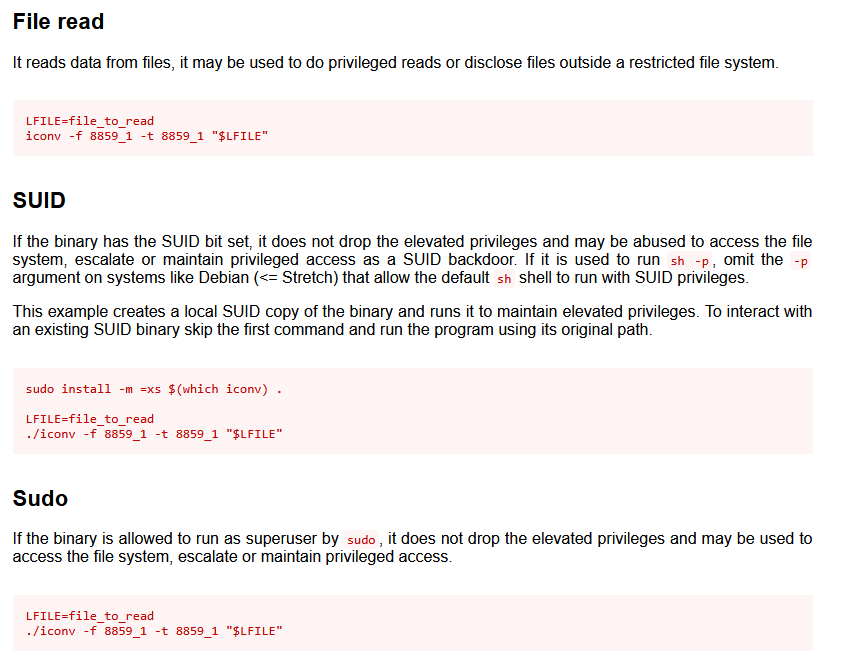 File read
It reads data from files, it may be used to do privileged reads or disclose files outside a restricted file system.
LFILE=file_to_read
iconv -f 8859_1 -t 8859_1 "$LFILE"
SUID
If the binary has the SUID bit set, it does not drop the elevated privileges and may be abused to access the file
system, escalate or maintain privileged access as a SUID backdoor. If it is used to run sh -p, omit the -p
argument on systems like Debian (<= Stretch) that allow the default sh shell to run with SUID privileges.
This example creates a local SUID copy of the binary and runs it to maintain elevated privileges. To interact with
an existing SUID binary skip the first command and run the program using its original path.
sudo install -m =xs $(which iconv) .
LFILE=file_to_read
./iconv -f 8859_1 -t 8859_1 "$LFILE"
Sudo
If the binary is allowed to run as superuser by sudo, it does not drop the elevated privileges and may be used to
access the file system, escalate or maintain privileged access.
LFILE=file_to_read
./iconv -f 8859_1 -t 8859_1 "$LFILE"